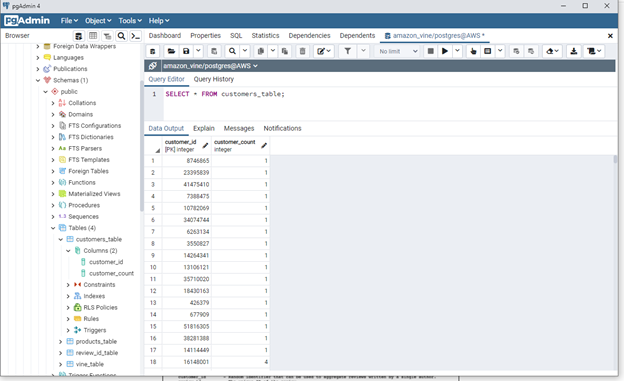 pgAdmin 4
pgAdmin File Object Tools Help
Browser
Dashboard Properties SQL Statistics Dependencies Dependents amazon_vine/postgres@AWS *
No limit
amazon_vine/postgres@AWS
Query Editor Query History
1 SELECT * FROM customers_table;
Data Output Explain Messages Notifications
customer_id customer_count
[PK] integer integer
1 8746865 1
2 23395839 1
3 41475410 1
4 7388475 1
5 10782069 1
6 34074744 1
7 6263134 1
8 3550827 1
9 14264341 1
10 13106121 1
11 35710020 1
12 18430163 1
13 426379 1
14 677909 1
15 51816305 1
16 38281388 1
17 14114449 1
18 16148001 4
Foreign Data Wrappers
Languages
Publications
Schemas (1)
public
Collations
Domains
FTS Configurations
FTS Dictionaries
FTS Parsers
FTS Templates
Foreign Tables
Functions
Materialized Views
Procedures
1..3 Sequences
Tables (4)
customers_table
Columns (2)
customer_id
customer_count
Constraints
Indexes
RLS Policies
Rules
Triggers
products_table
review_id_table
vine_table
Trigger Functions